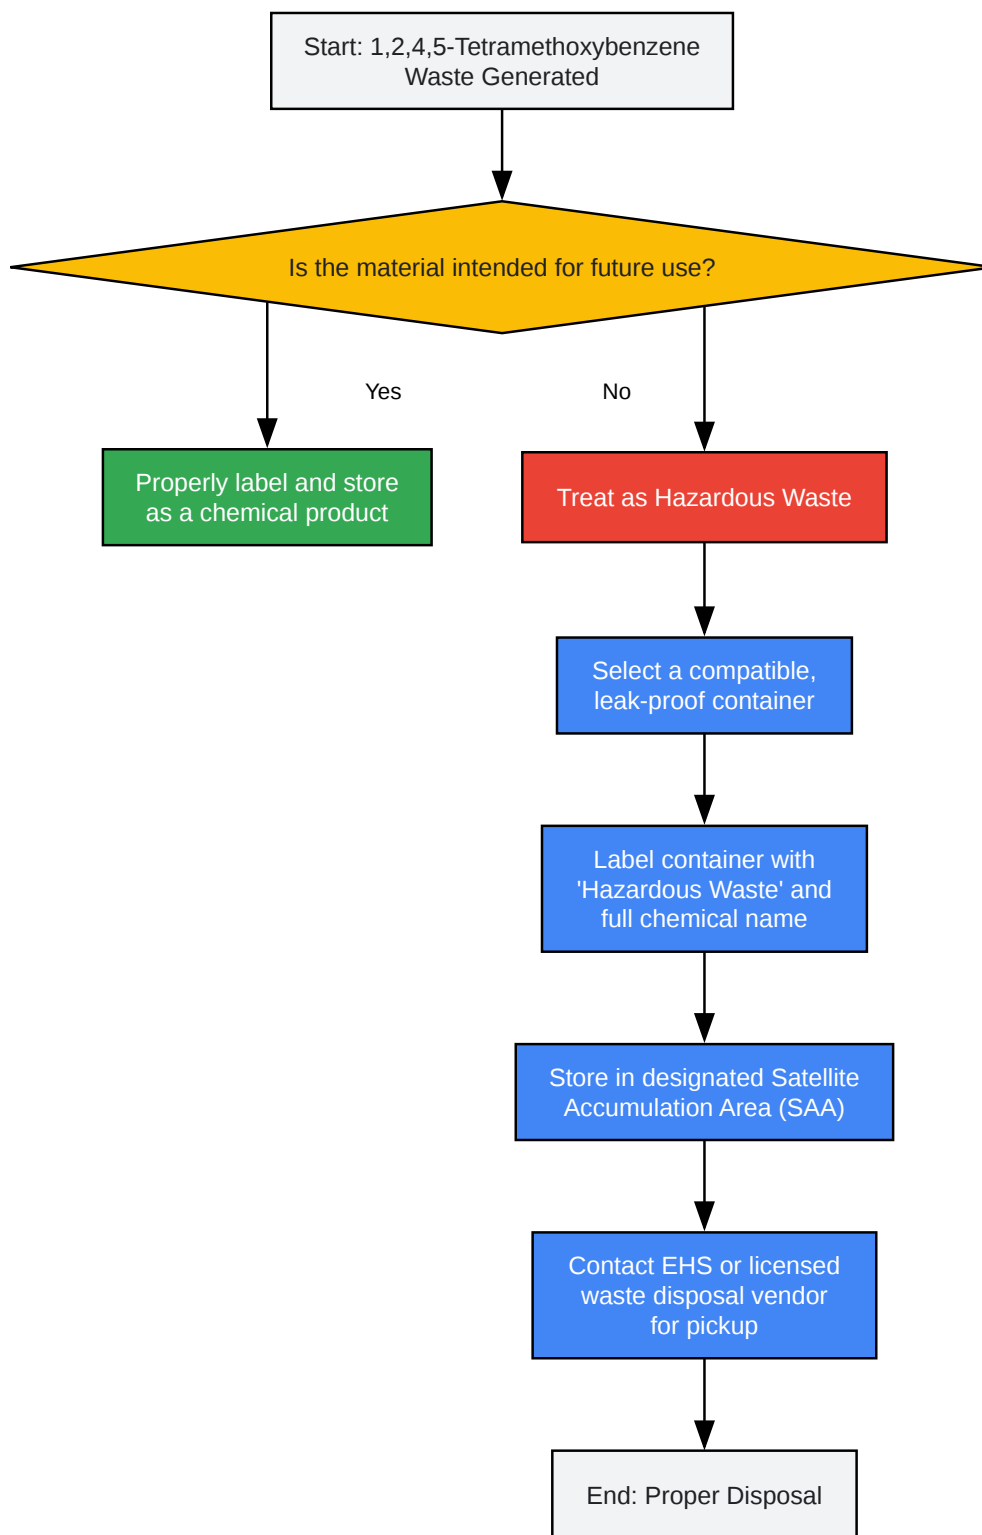 Start: 1,2,4,5-Tetramethoxybenzene
Waste Generated
Is the material intended for future use?
Yes
No
Properly label and store
as a chemical product
Treat as Hazardous Waste
Select a compatible,
leak-proof container
Label container with
'Hazardous Waste' and
full chemical name
Store in designated Satellite
Accumulation Area (SAA)
Contact EHS or licensed
waste disposal vendor
for pickup
End: Proper Disposal